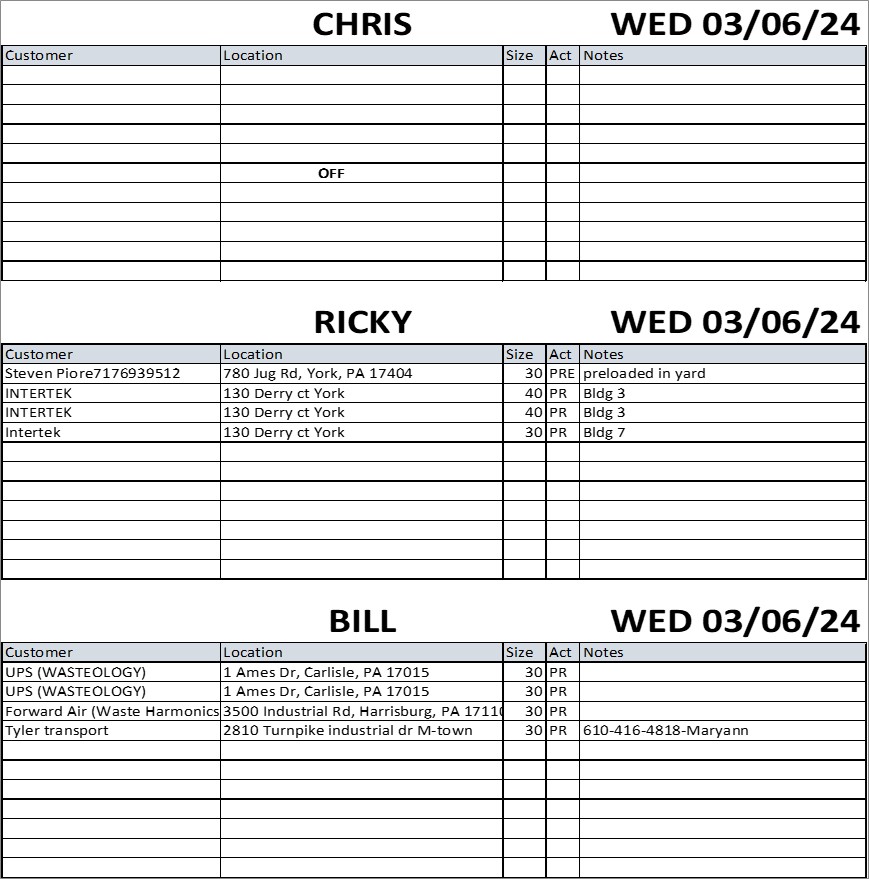 CHRIS WED 03/06/24
Customer Location Size Act Notes
OFF
RICKY WED 03/06/24
Customer Location Size Act Notes
Steven Piore7176939512 780 Jug Rd, York, PA 17404 30 PRE preloaded in yard
INTERTEK 130 Derry ct York 40 PR Bldg 3
INTERTEK 130 Derry ct York 40 PR Bldg 3
Intertek 130 Derry ct York 30 PR Bldg 7
BILL WED 03/06/24
Customer Location Size Act Notes
UPS (WASTEOLOGY) 1 Ames Dr, Carlisle, PA 17015 30 PR
UPS (WASTEOLOGY) 1 Ames Dr, Carlisle, PA 17015 30 PR
Forward Air (Waste Harmonics 3500 Industrial Rd, Harrisburg, PA 17110 30 PR
Tyler transport 2810 Turnpike industrial dr M-town 30 PR 610-416-4818-Maryann